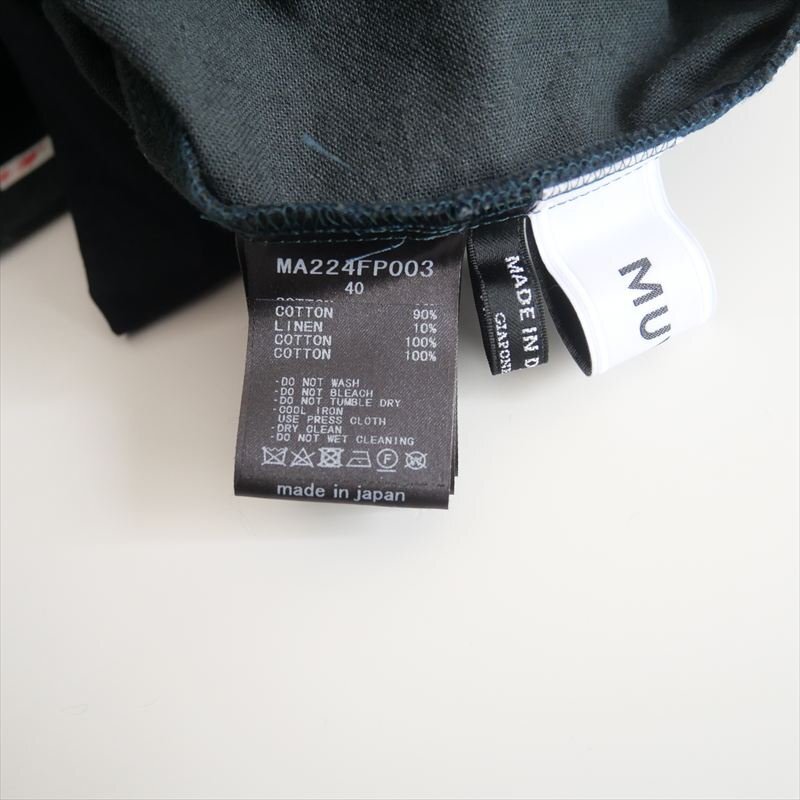 MA224FP003
40
COTTON
COTTON 90%
LINEN 10%
COTTON 100%
COTTON 100%
-DO NOT WASH
-DO NOT BLEACH
-DO NOT TUMBLE DRY
-COOL IRON
USE PRESS CLOTH
-DRY CLEAN
-DO NOT WET CLEANING
F
W
made in japan
MADE IN
MU